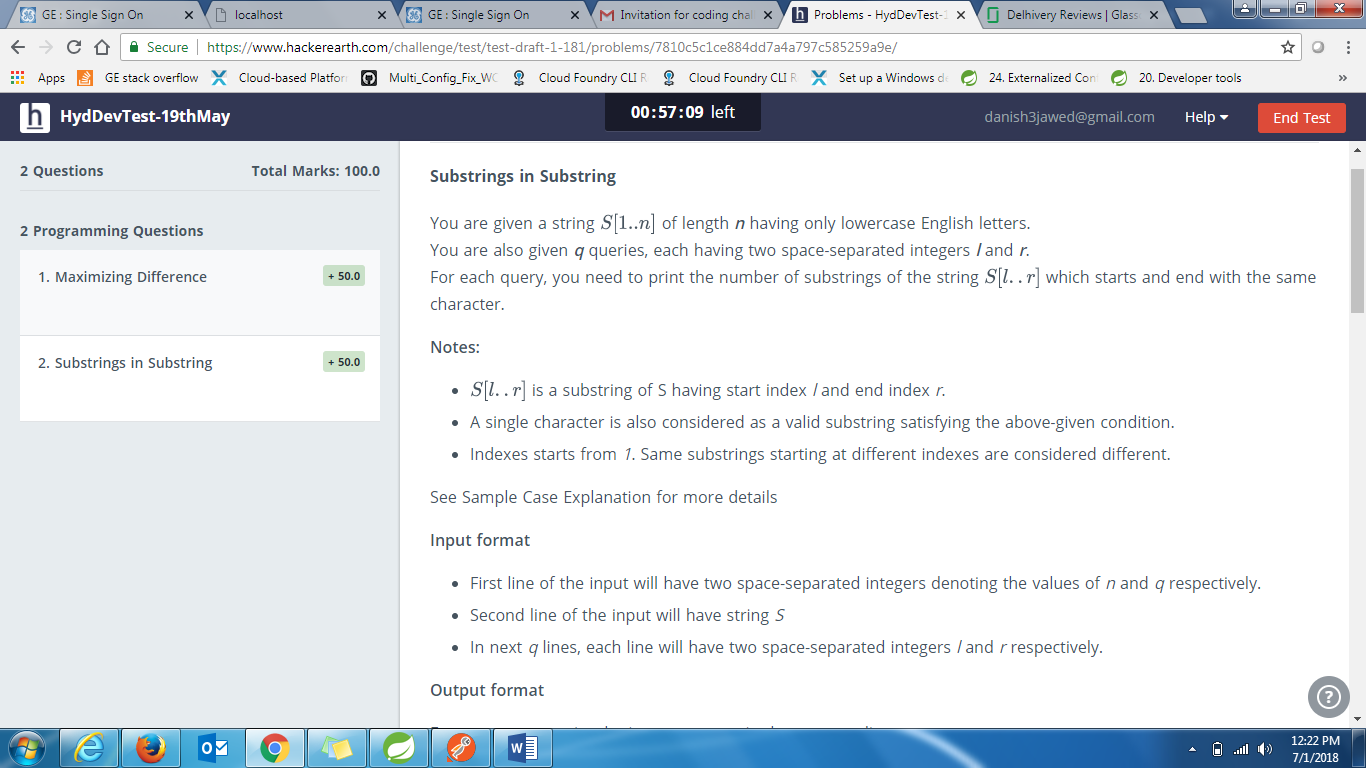 GE : Single Sign On
localhost
GE : Single Sign On
Invitation for coding chal
Problems - HydDevTest-1
Delhivery Reviews | Glass
Secure
https://www.hackerearth.com/challenge/test/test-draft-1-181/problems/7810c5c1ce884dd7a4a797c585259a9e/
Apps
GE stack overflow
Cloud-based Platfor
Multi_Config_Fix_WC
Cloud Foundry CLI R
Cloud Foundry CLI R
Set up a Windows d
24. Externalized Con
20. Developer tools
»
h
HydDevTest-19thMay
00:57:09 left
danish3jawed@gmail.com
Help
End Test
2 Questions
Total Marks: 100.0
2 Programming Questions
1. Maximizing Difference
+ 50.0
2. Substrings in Substring
+ 50.0
Substrings in Substring
You are given a string S[1..n] of length n having only lowercase English letters.
You are also given q queries, each having two space-separated integers l and r.
For each query, you need to print the number of substrings of the string S[l..r] which starts and end with the same
character.
Notes:
• S[l..r] is a substring of S having start index l and end index r.
• A single character is also considered as a valid substring satisfying the above-given condition.
• Indexes starts from 1. Same substrings starting at different indexes are considered different.
See Sample Case Explanation for more details
Input format
• First line of the input will have two space-separated integers denoting the values of n and q respectively.
• Second line of the input will have string S
• In next q lines, each line will have two space-separated integers l and r respectively.
Output format
?
12:22 PM
7/1/2018